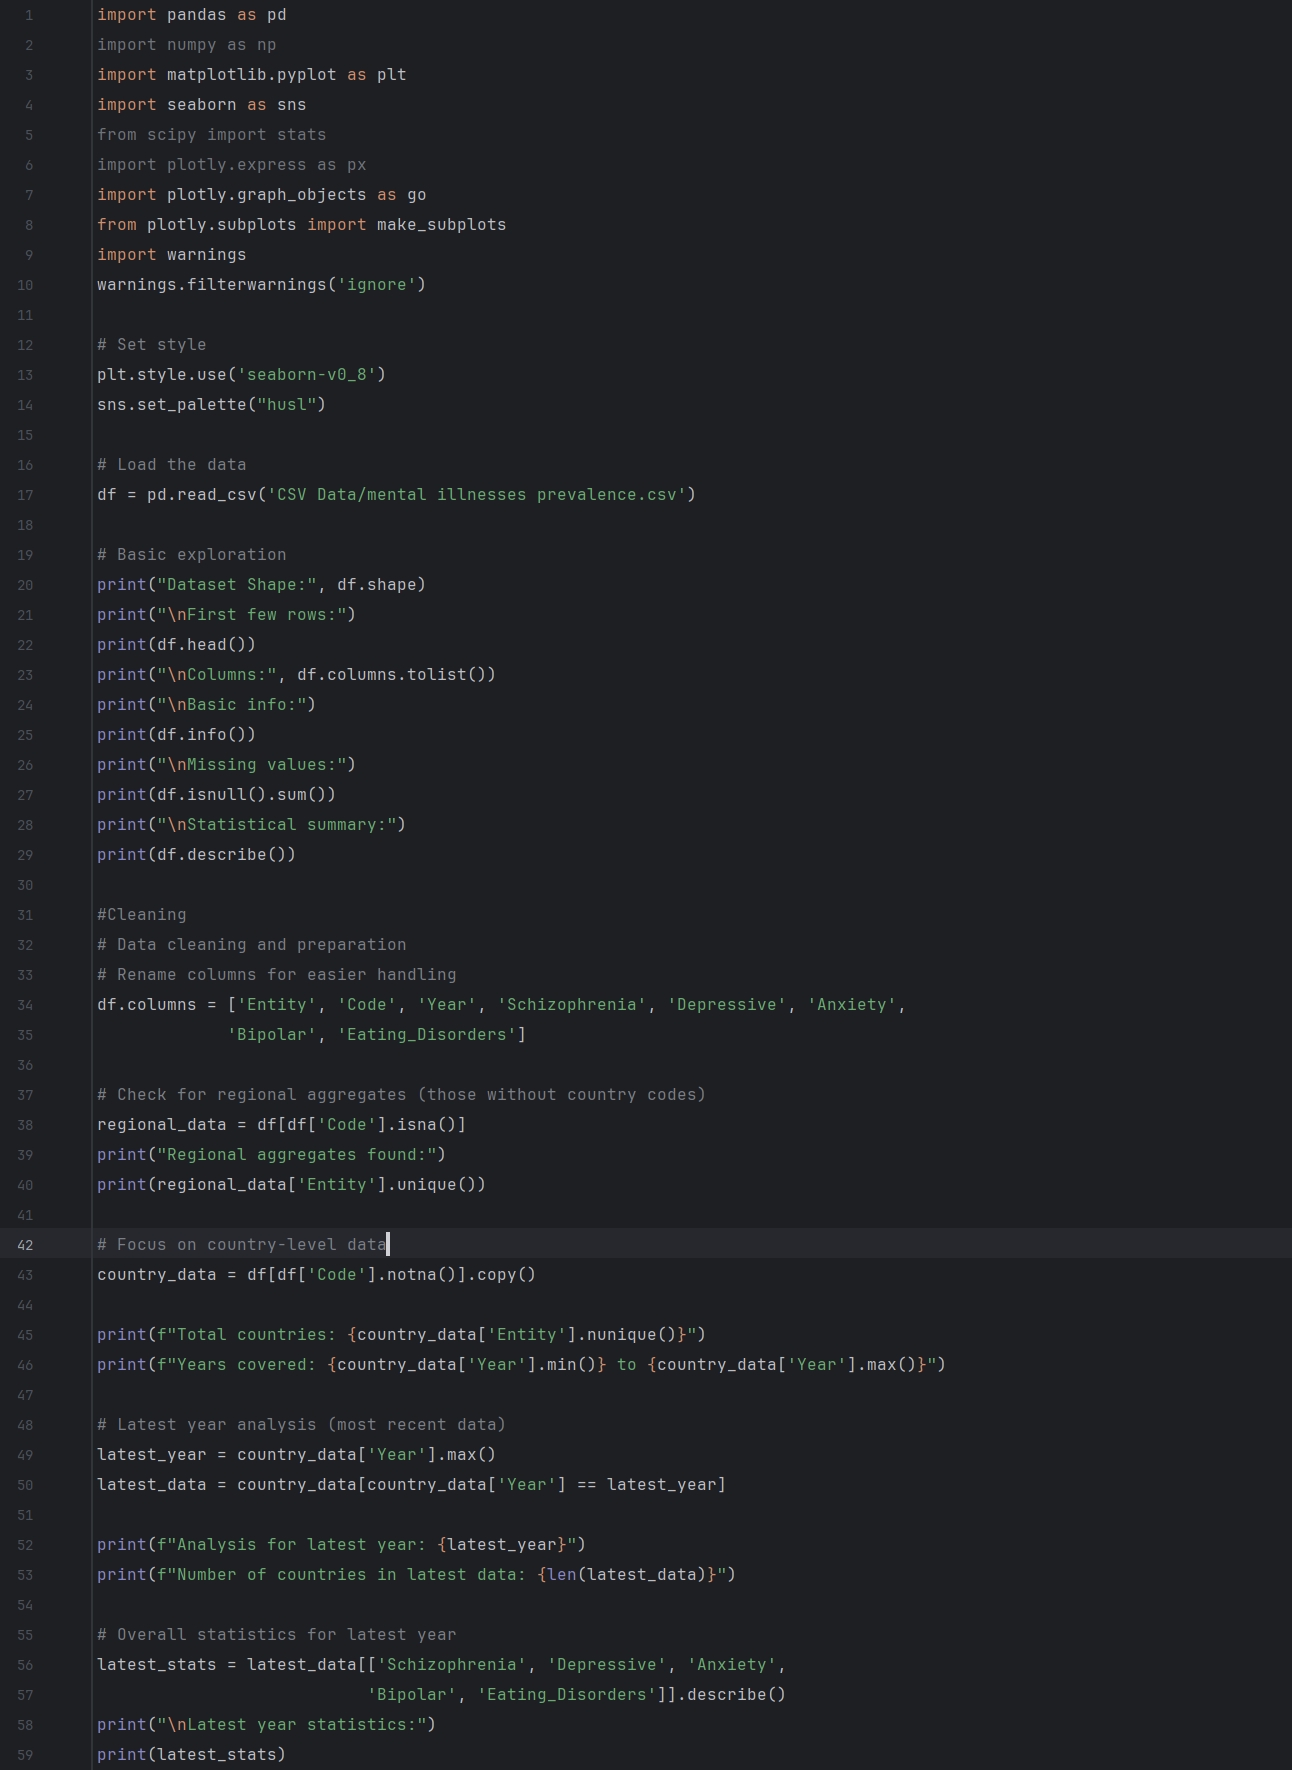 1 import pandas as pd
2 import numpy as np
3 import matplotlib.pyplot as plt
4 import seaborn as sns
5 from scipy import stats
6 import plotly.express as px
7 import plotly.graph_objects as go
8 from plotly.subplots import make_subplots
9 import warnings
10 warnings.filterwarnings('ignore')
11
12 # Set style
13 plt.style.use('seaborn-v0_8')
14 sns.set_palette("husl")
15
16 # Load the data
17 df = pd.read_csv('CSV Data/mental illnesses prevalence.csv')
18
19 # Basic exploration
20 print("Dataset Shape:", df.shape)
21 print("\nFirst few rows:")
22 print(df.head())
23 print("\nColumns:", df.columns.tolist())
24 print("\nBasic info:")
25 print(df.info())
26 print("\nMissing values:")
27 print(df.isnull().sum())
28 print("\nStatistical summary:")
29 print(df.describe())
30
31 #Cleaning
32 # Data cleaning and preparation
33 # Rename columns for easier handling
34 df.columns = ['Entity', 'Code', 'Year', 'Schizophrenia', 'Depressive', 'Anxiety',
35              'Bipolar', 'Eating_Disorders']
36
37 # Check for regional aggregates (those without country codes)
38 regional_data = df[df['Code'].isna()]
39 print("Regional aggregates found:")
40 print(regional_data['Entity'].unique())
41
42 # Focus on country-level data
43 country_data = df[df['Code'].notna()].copy()
44
45 print(f"Total countries: {country_data['Entity'].nunique()}")
46 print(f"Years covered: {country_data['Year'].min()} to {country_data['Year'].max()}")
47
48 # Latest year analysis (most recent data)
49 latest_year = country_data['Year'].max()
50 latest_data = country_data[country_data['Year'] == latest_year]
51
52 print(f"Analysis for latest year: {latest_year}")
53 print(f"Number of countries in latest data: {len(latest_data)}")
54
55 # Overall statistics for latest year
56 latest_stats = latest_data[['Schizophrenia', 'Depressive', 'Anxiety',
57                            'Bipolar', 'Eating_Disorders']].describe()
58 print("\nLatest year statistics:")
59 print(latest_stats)